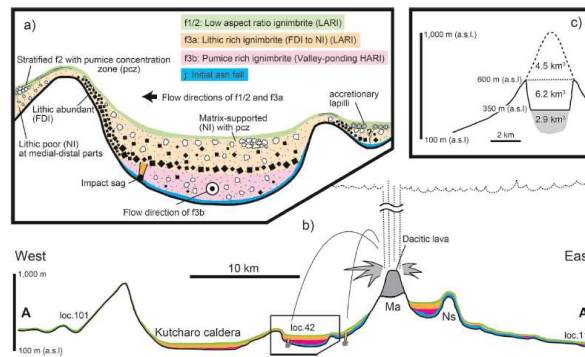 a)
f1/2: Low aspect ratio ignimbrite (LARI)
f3a: Lithic rich ignimbrite (FDI to NI) (LARI)
f3b: Pumice rich ignimbrite (Valley-ponding HARI)
j: Initial ash fall
Stratified f2 with pumice concentration
zone (pcz)
Flow directions of f1/2 and f3a
Lithic abundant
(FDI)
Matrix-supported
(NI) with pcz
accretionary
lapilli
Lithic poor (NI)
at medial-distal parts
Impact sag
Flow direction of f3b
c)
1,000 m (a.s.l.)
4.5 km³
600 m (a.s.l)
6.2 km³
350 m (a.s.l)
2.9 km³
100 m (a.s.l)
2 km
b)
Dacitic lava
West
East
10 km
1,000 m
A
loc.101
Kutcharo caldera
loc.42
Ma
Ns
100 m (a.s.l)